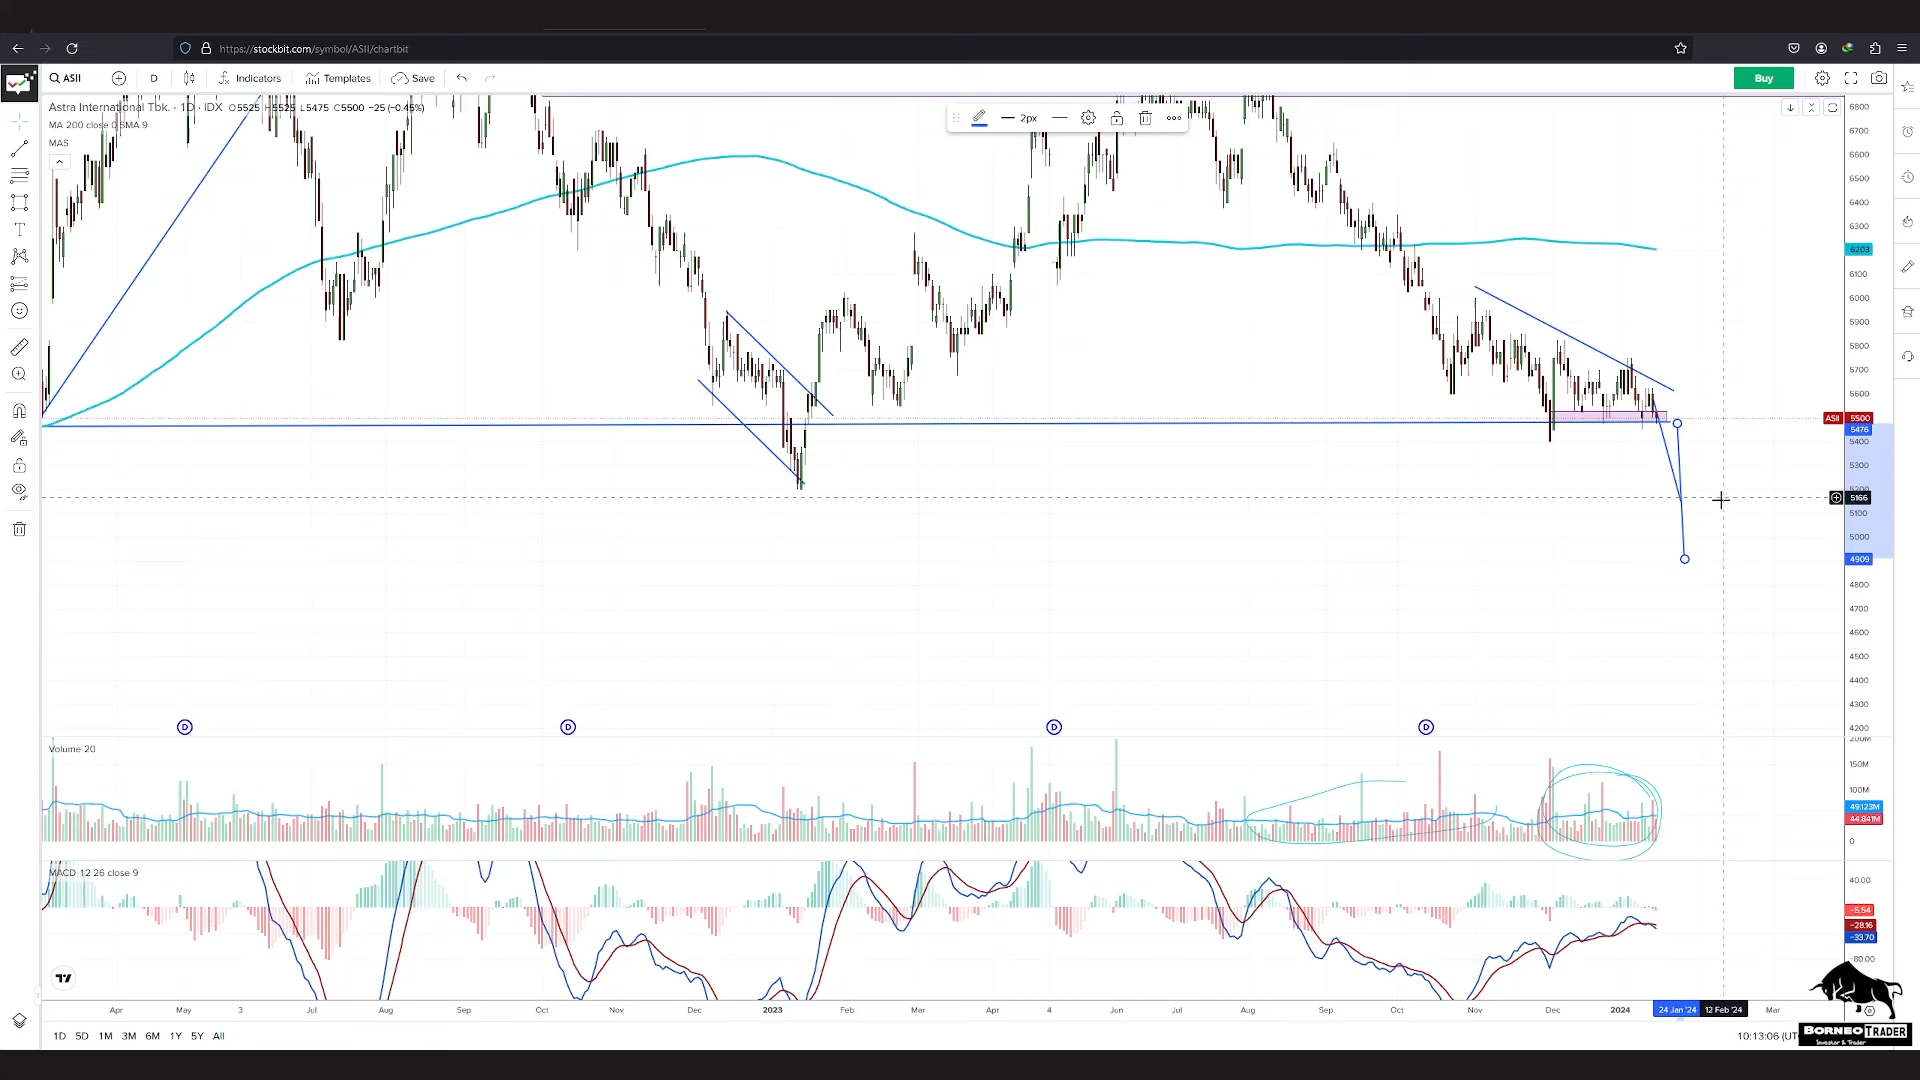 https://stockbit.com/symbol/ASII/chartbit
ASII
D
Indicators
Templates
Save
Buy
Astra International Tbk. · 1D · IDX O5525 H5525 L5475 C5500 −25 (−0.45%)
MA 200 close 0 SMA 9
MAS
2px
6800
6700
6600
6500
6400
6300
6203
6100
6000
5900
5800
5700
5600
ASII 5500
5476
5400
5300
5200
5166
5100
5000
4909
4800
4700
4600
4500
4400
4300
4200
D D D D
Volume 20
200M
150M
100M
49.123M
44.841M
0
MACD 12 26 close 9
40.00
−5.54
−28.16
−33.70
−80.00
Apr May 3 Jul Aug Sep Oct Nov Dec 2023 Feb Mar Apr 4 Jun Jul Aug Sep Oct Nov Dec 2024 24 Jan '24 12 Feb '24 Mar
1D 5D 1M 3M 6M 1Y 5Y All
10:13:06 (UT
BORNEO TRADER
Investor & Trader